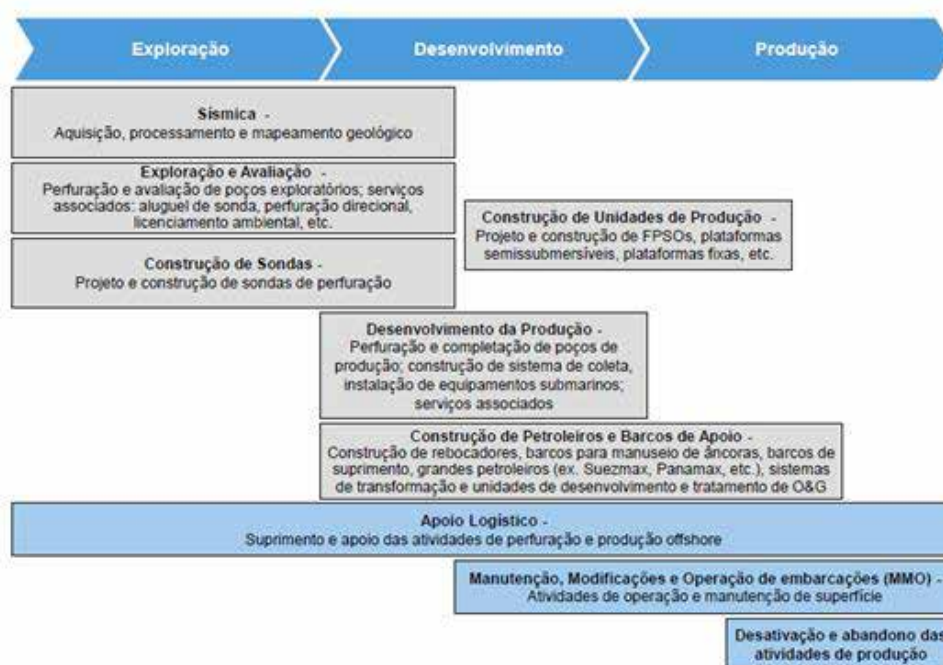 Exploração
Desenvolvimento
Produção
Sísmica -
Aquisição, processamento e mapeamento geológico
Exploração e Avaliação -
Perfuração e avaliação de poços exploratórios; serviços
associados: aluguel de sonda, perfuração direcional,
licenciamento ambiental, etc.
Construção de Unidades de Produção -
Projeto e construção de FPSOs, plataformas
semissubmersíveis, plataformas fixas, etc.
Construção de Sondas -
Projeto e construção de sondas de perfuração
Desenvolvimento da Produção -
Perfuração e completação de poços de
produção; construção de sistema de coleta,
instalação de equipamentos submarinos;
serviços associados
Construção de Petroleiros e Barcos de Apoio -
Construção de rebocadores, barcos para manuseio de âncoras, barcos de
suprimento, grandes petroleiros (ex. Suezmax, Panamax, etc.), sistemas
de transformação e unidades de desenvolvimento e tratamento de O&G
Apoio Logístico -
Suprimento e apoio das atividades de perfuração e produção offshore
Manutenção, Modificações e Operação de embarcações (MMO) -
Atividades de operação e manutenção de superfície
Desativação e abandono das
atividades de produção